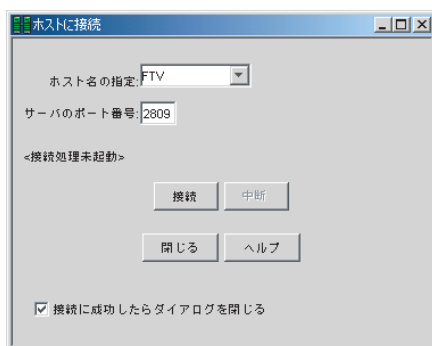 ホストに接続
ホスト名の指定: FTV
サーバのポート番号: 2809
<接続処理未起動>
接続 中断
閉じる ヘルプ
接続に成功したらダイアログを閉じる